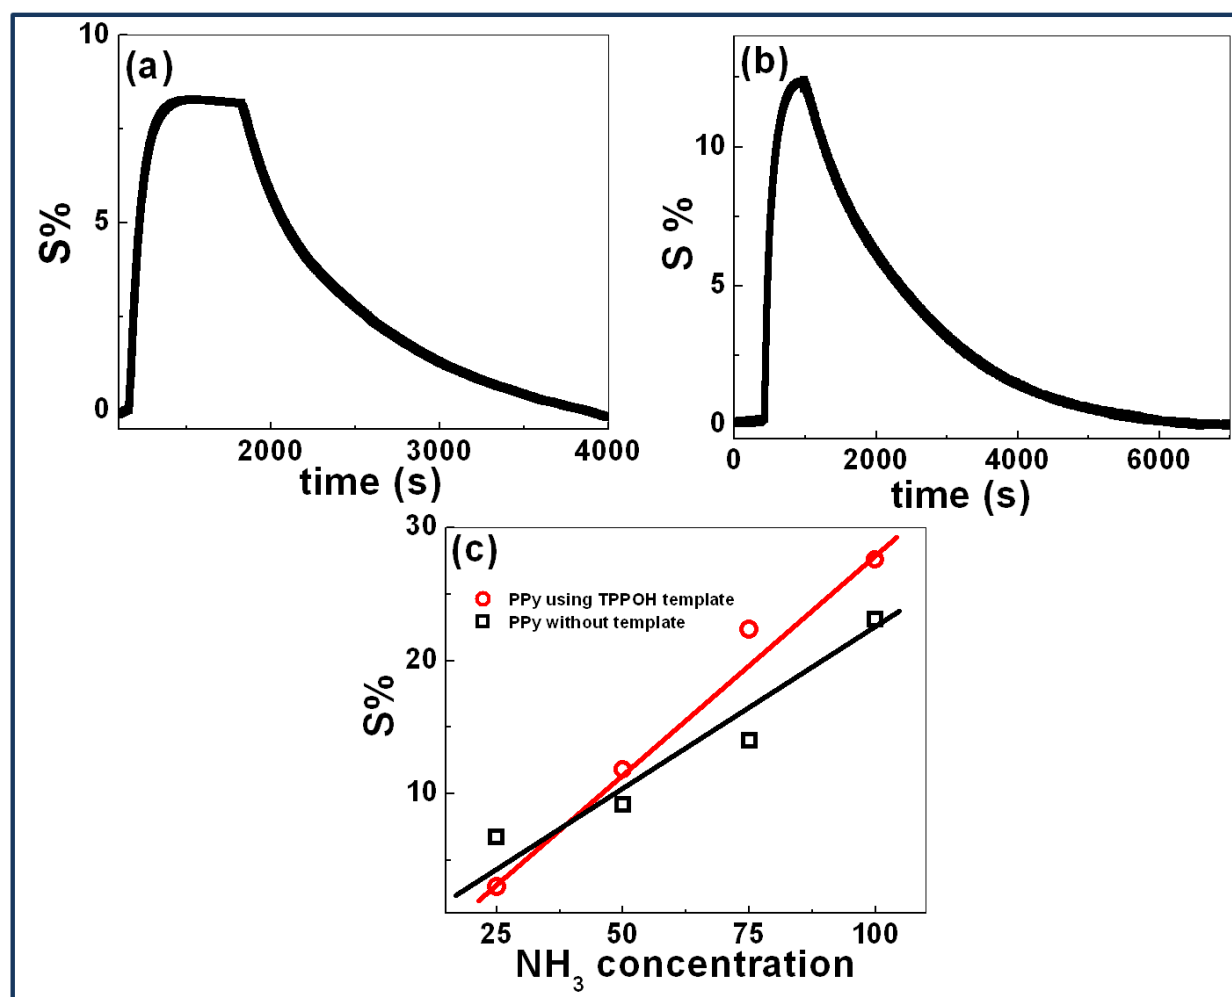 (a)
10
5
0
S%
2000 3000 4000
time (s)
(b)
10
5
0
S %
0 2000 4000 6000
time (s)
(c)
30
20
10
S%
PPy using TPPOH template
PPy without template
25 50 75 100
NH₃ concentration